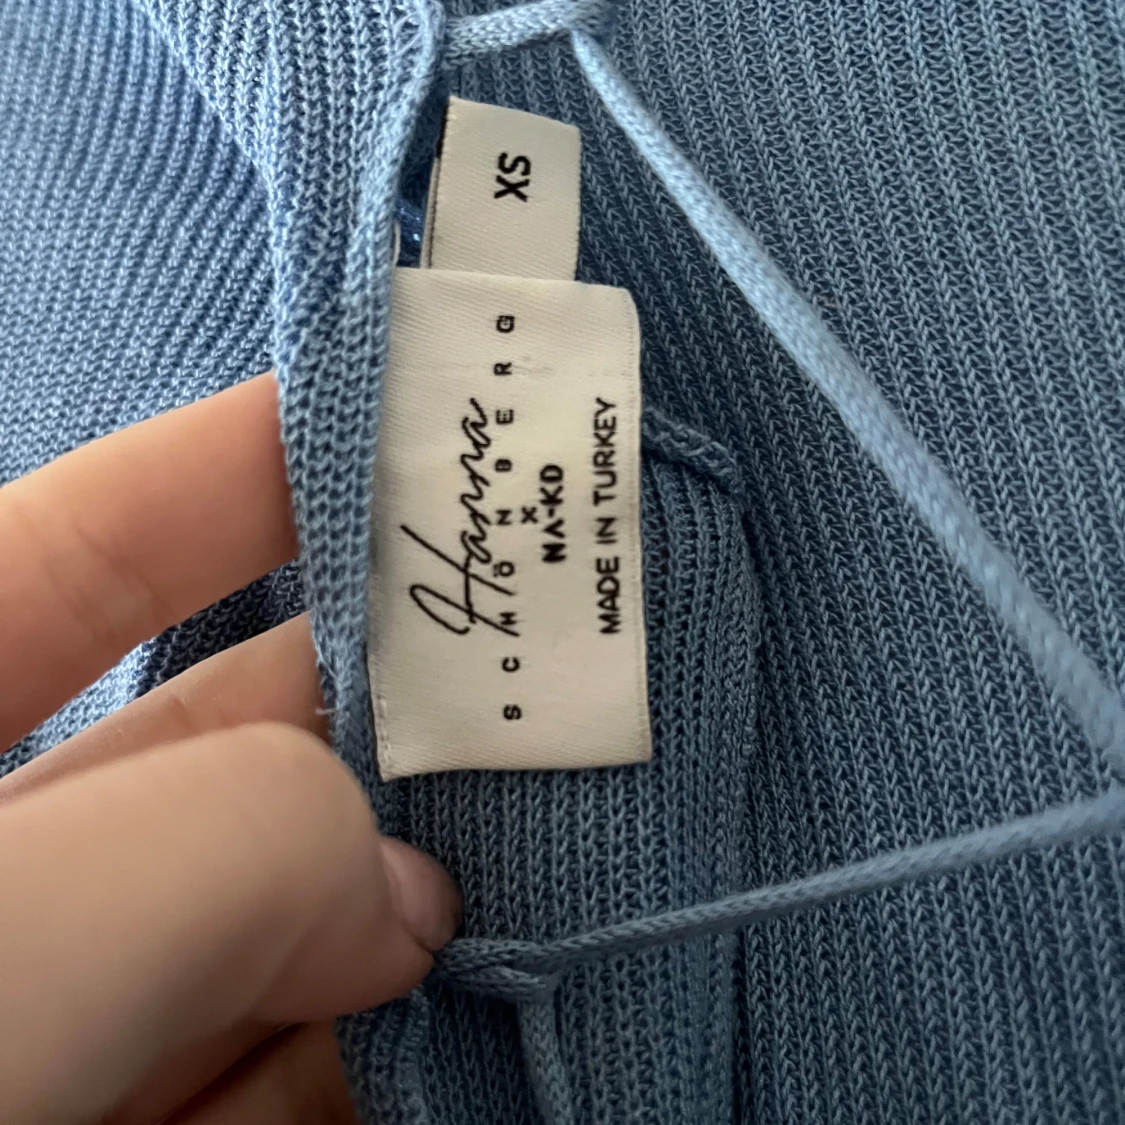 XS
Hanna
SCHÖNBERG
X
NA-KD
MADE IN TURKEY